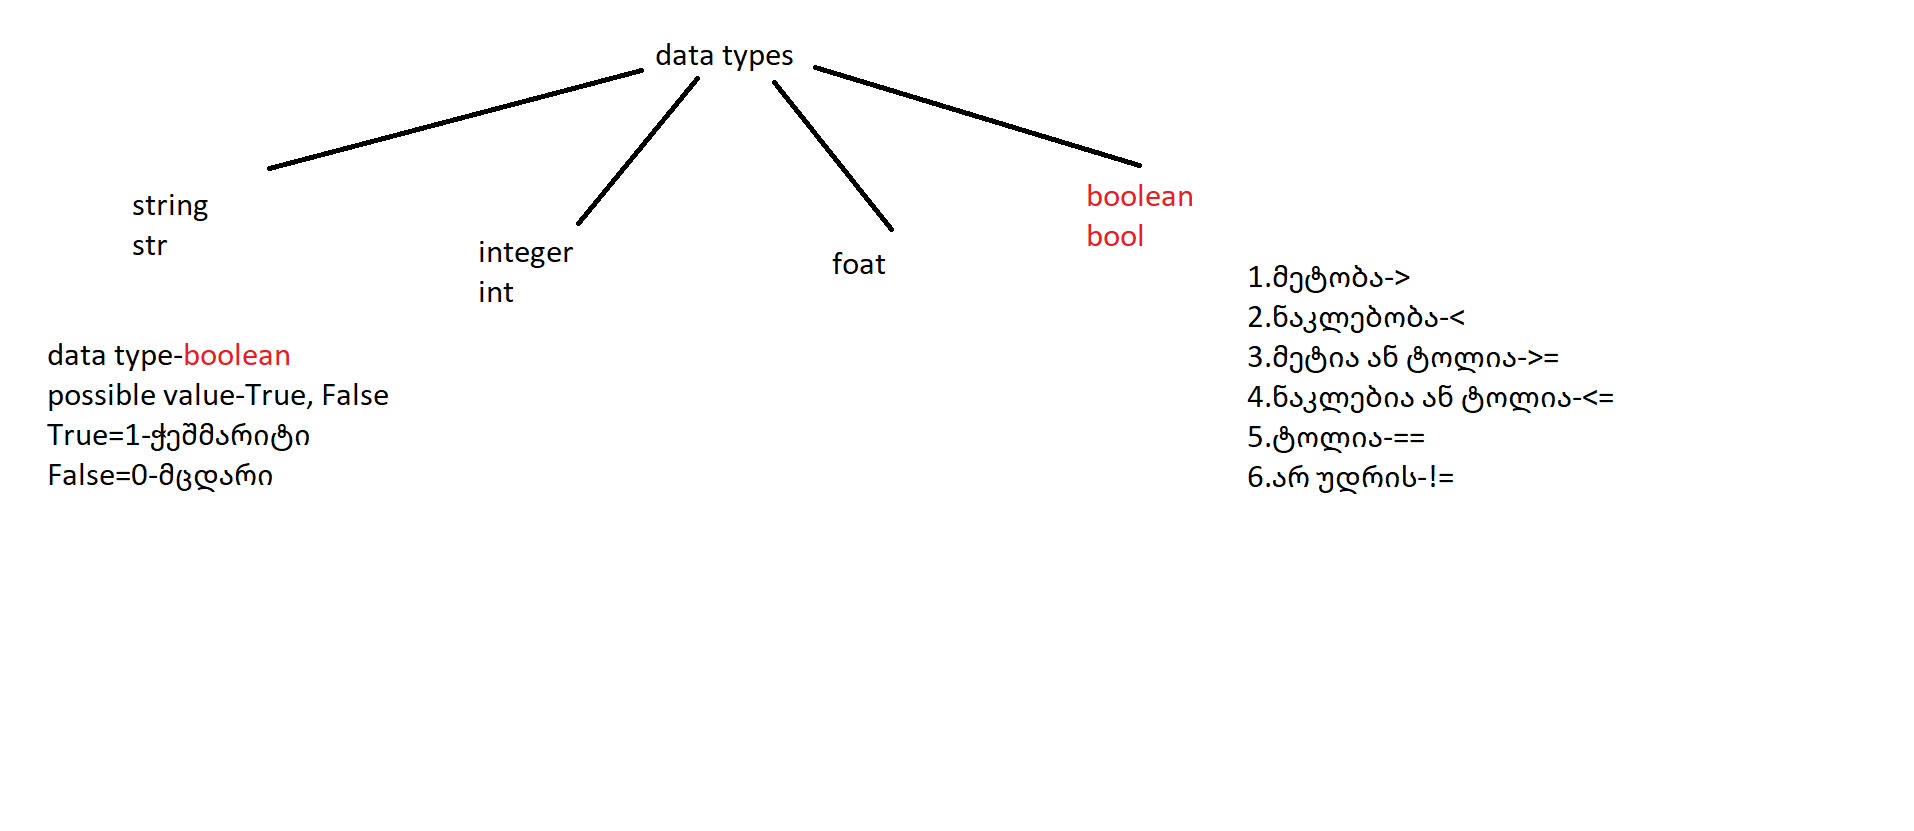 data types
string
str
integer
int
foat
boolean
bool
data type-boolean
possible value-True, False
True=1-ჭეშმარიტი
False=0-მცდარი
1.მეტობა->
2.ნაკლებობა-<
3.მეტია ან ტოლია->=
4.ნაკლებია ან ტოლია-<=
5.ტოლია-==
6.არ უდრის-!=